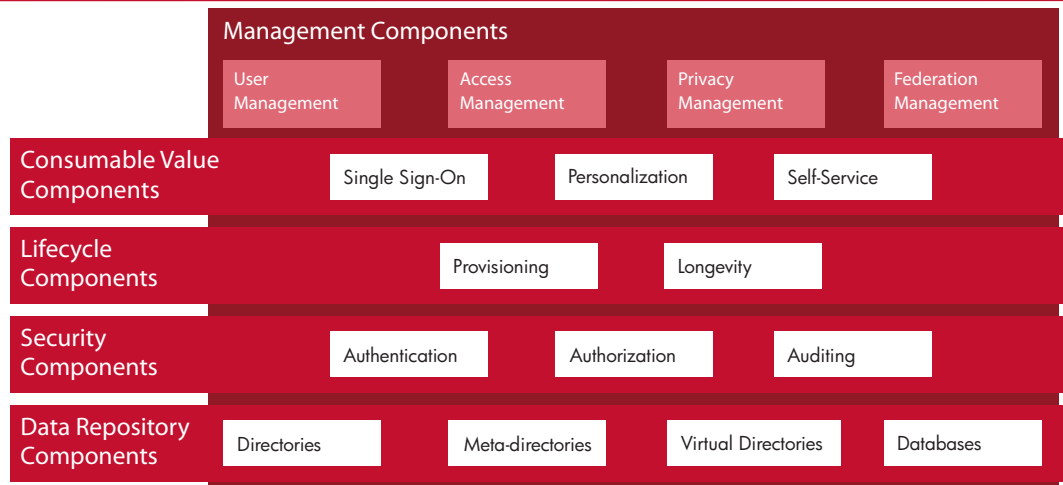 Management Components
User
Management
Access
Management
Privacy
Management
Federation
Management
Consumable Value
Components
Single Sign-On
Personalization
Self-Service
Lifecycle
Components
Provisioning
Longevity
Security
Components
Authentication
Authorization
Auditing
Data Repository
Components
Directories
Meta-directories
Virtual Directories
Databases